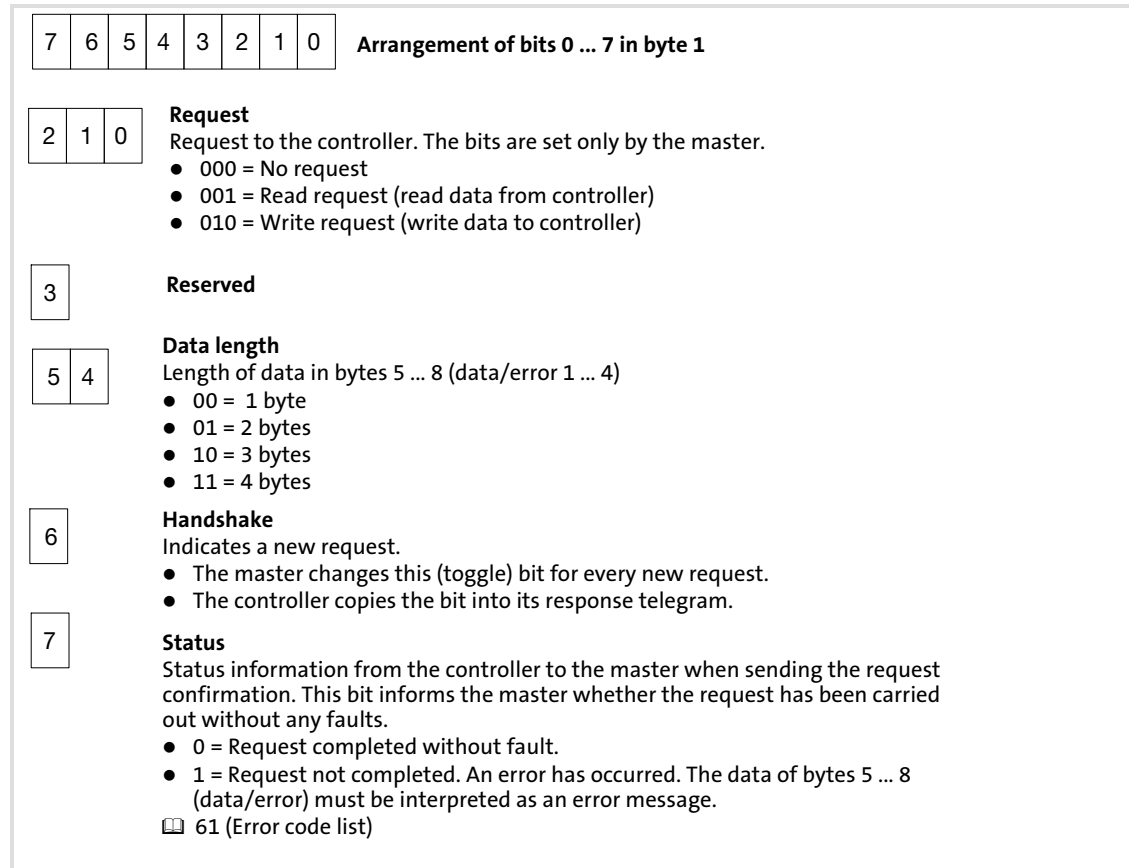 7 6 5 4 3 2 1 0 Arrangement of bits 0 ... 7 in byte 1
2 1 0 Request
Request to the controller. The bits are set only by the master.
● 000 = No request
● 001 = Read request (read data from controller)
● 010 = Write request (write data to controller)
3 Reserved
5 4 Data length
Length of data in bytes 5 ... 8 (data/error 1 ... 4)
● 00 = 1 byte
● 01 = 2 bytes
● 10 = 3 bytes
● 11 = 4 bytes
6 Handshake
Indicates a new request.
● The master changes this (toggle) bit for every new request.
● The controller copies the bit into its response telegram.
7 Status
Status information from the controller to the master when sending the request
confirmation. This bit informs the master whether the request has been carried
out without any faults.
● 0 = Request completed without fault.
● 1 = Request not completed. An error has occurred. The data of bytes 5 ... 8
(data/error) must be interpreted as an error message.
61 (Error code list)